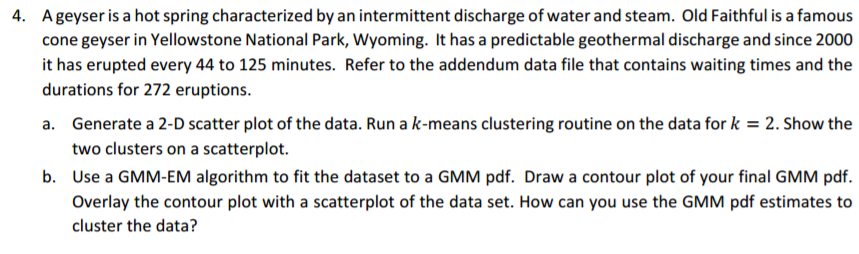 4. A geyser is a hot spring characterized by an intermittent discharge of water and steam. Old Faithful is a famous
cone geyser in Yellowstone National Park, Wyoming. It has a predictable geothermal discharge and since 2000
it has erupted every 44 to 125 minutes. Refer to the addendum data file that contains waiting times and the
durations for 272 eruptions.
a. Generate a 2-D scatter plot of the data. Run a k-means clustering routine on the data for k = 2. Show the
two clusters on a scatterplot.
b. Use a GMM-EM algorithm to fit the dataset to a GMM pdf. Draw a contour plot of your final GMM pdf.
Overlay the contour plot with a scatterplot of the data set. How can you use the GMM pdf estimates to
cluster the data?